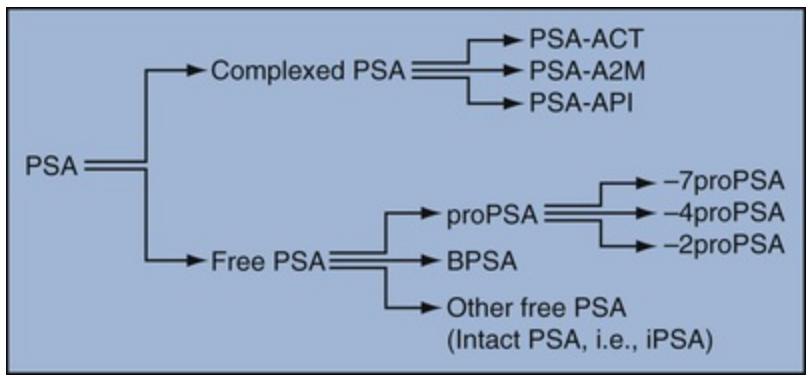 PSA
Complexed PSA
PSA-ACT
PSA-A2M
PSA-API
Free PSA
proPSA
–7proPSA
–4proPSA
–2proPSA
BPSA
Other free PSA
(Intact PSA, i.e., iPSA)